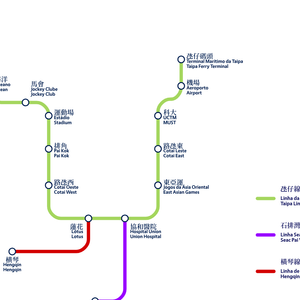 洋
eano
ean
馬會
Jockey Clube
Jockey Club
運動場
Estádio
Stadium
排角
Pai Kok
Pai Kok
路氹西
Cotai Oeste
Cotai West
蓮花
Lótus
Lotus
橫琴
Hengqin
Hengqin
氹仔碼頭
Terminal Marítimo da Taipa
Taipa Ferry Terminal
機場
Aeroporto
Airport
科大
UCTM
MUST
路氹東
Cotai Leste
Cotai East
東亞運
Jogos da Ásia Oriental
East Asian Games
協和醫院
Hospital Union
Union Hospital
氹仔線
Linha da
Taipa Lin
石排灣
Linha Se
Seac Pai
橫琴線
Linha de
Hengqin